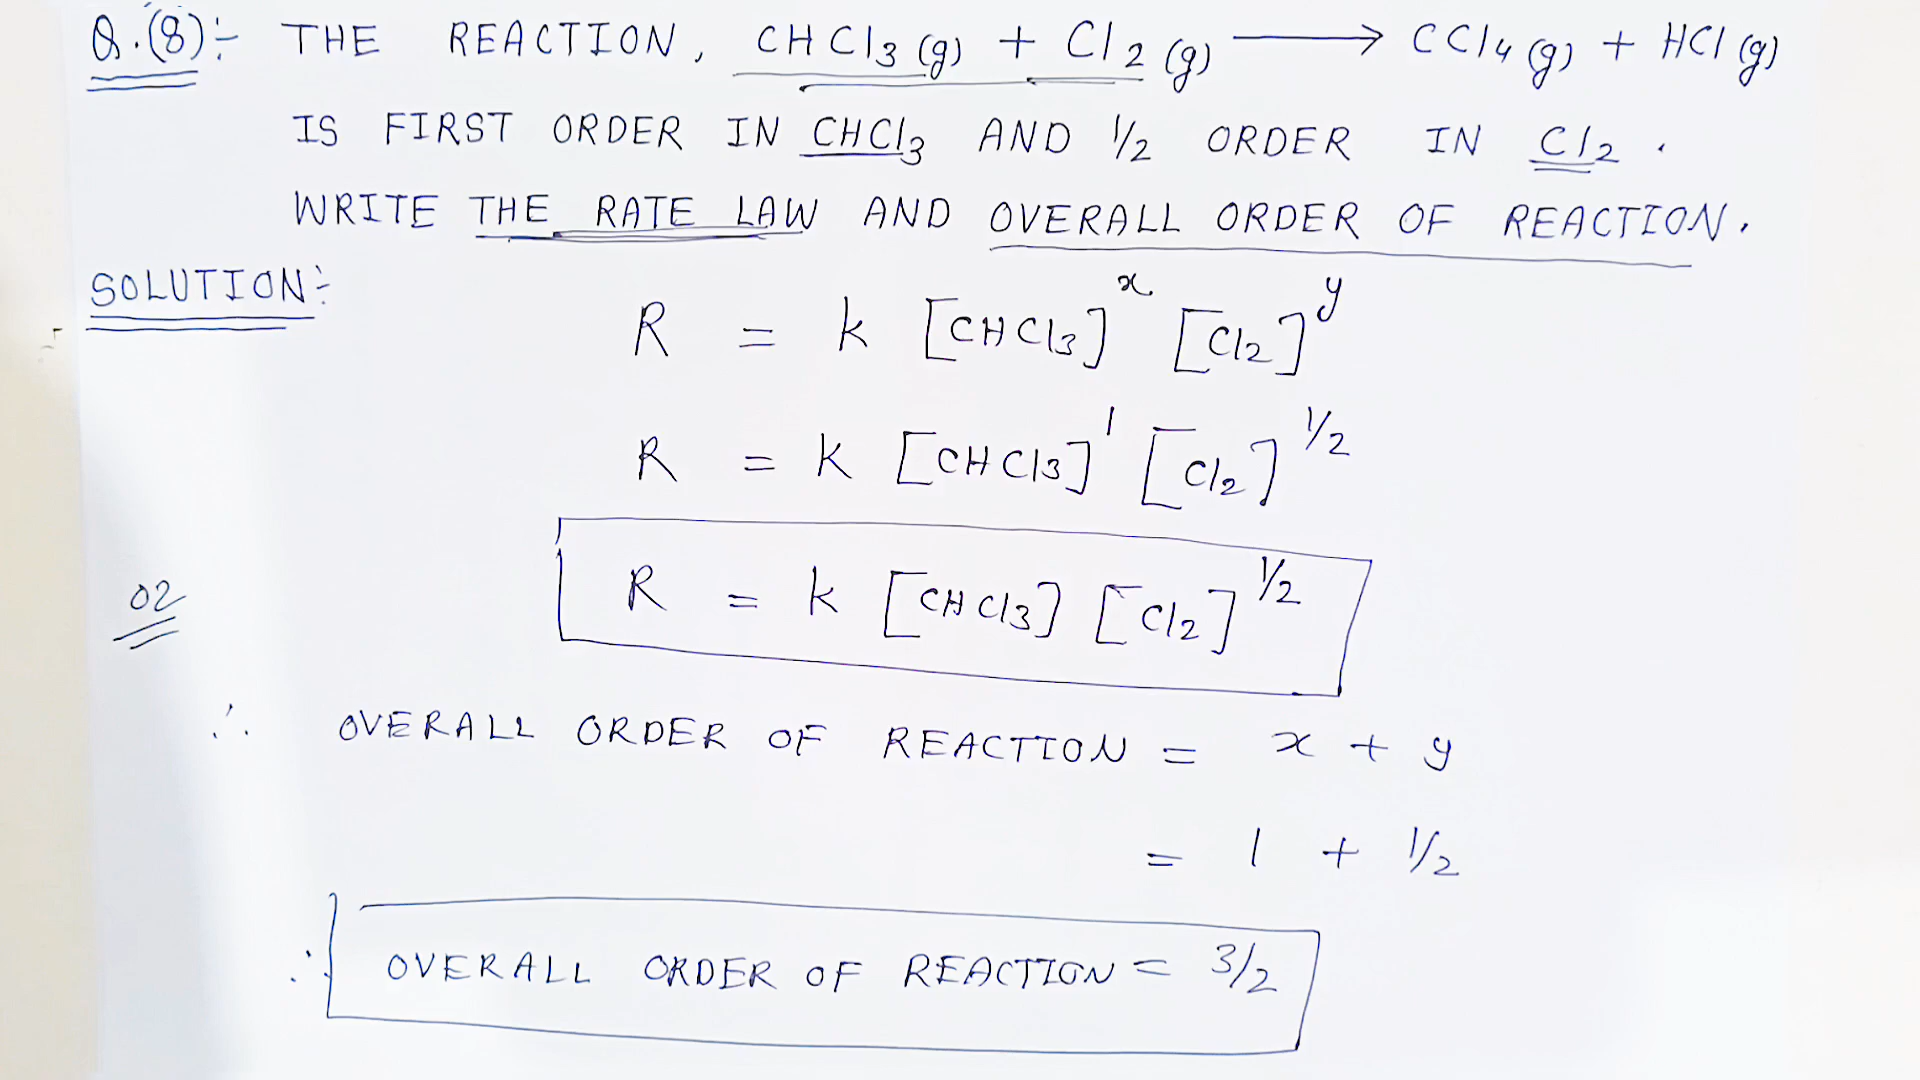 Q.(8):- THE REACTION, CHCl3 (g) + Cl2 (g) ⟶ CCl4 (g) + HCl (g)
IS FIRST ORDER IN CHCl3 AND 1/2 ORDER IN Cl2.
WRITE THE RATE LAW AND OVERALL ORDER OF REACTION.
SOLUTION:-
R = k [CHCl3]^x [Cl2]^y
R = k [CHCl3]^1 [Cl2]^1/2
R = k [CHCl3] [Cl2]^1/2
02
∴ OVERALL ORDER OF REACTION = x + y
= 1 + 1/2
∴ OVERALL ORDER OF REACTION = 3/2